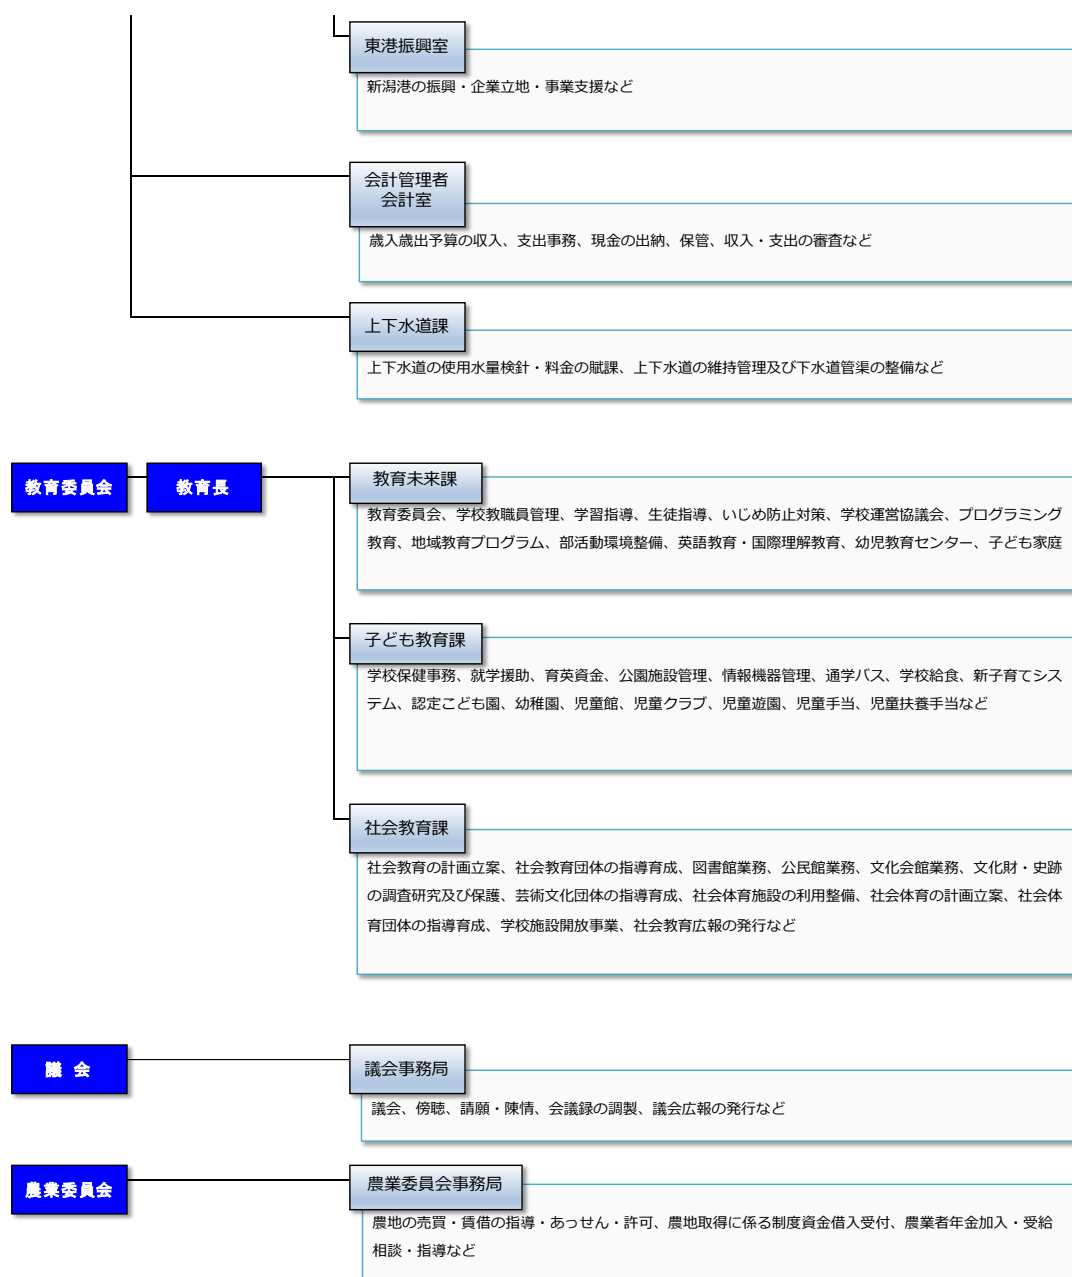 東港振興室
新潟港の振興・企業立地・事業支援など
会計管理者
会計室
歳入歳出予算の収入、支出事務、現金の出納、保管、収入・支出の審査など
上下水道課
上下水道の使用水量検針・料金の賦課、上下水道の維持管理及び下水道管渠の整備など
教育委員会
教育長
教育未来課
教育委員会、学校教職員管理、学習指導、生徒指導、いじめ防止対策、学校運営協議会、プログラミング
教育、地域教育プログラム、部活動環境整備、英語教育・国際理解教育、幼児教育センター、子ども家庭
子ども教育課
学校保健事務、就学援助、育英資金、公園施設管理、情報機器管理、通学バス、学校給食、新子育てシス
テム、認定こども園、幼稚園、児童館、児童クラブ、児童遊園、児童手当、児童扶養手当など
社会教育課
社会教育の計画立案、社会教育団体の指導育成、図書館業務、公民館業務、文化会館業務、文化財・史跡
の調査研究及び保護、芸術文化団体の指導育成、社会体育施設の利用整備、社会体育の計画立案、社会体
育団体の指導育成、学校施設開放事業、社会教育広報の発行など
議 会
議会事務局
議会、傍聴、請願・陳情、会議録の調製、議会広報の発行など
農業委員会
農業委員会事務局
農地の売買・賃借の指導・あっせん・許可、農地取得に係る制度資金借入受付、農業者年金加入・受給
相談・指導など